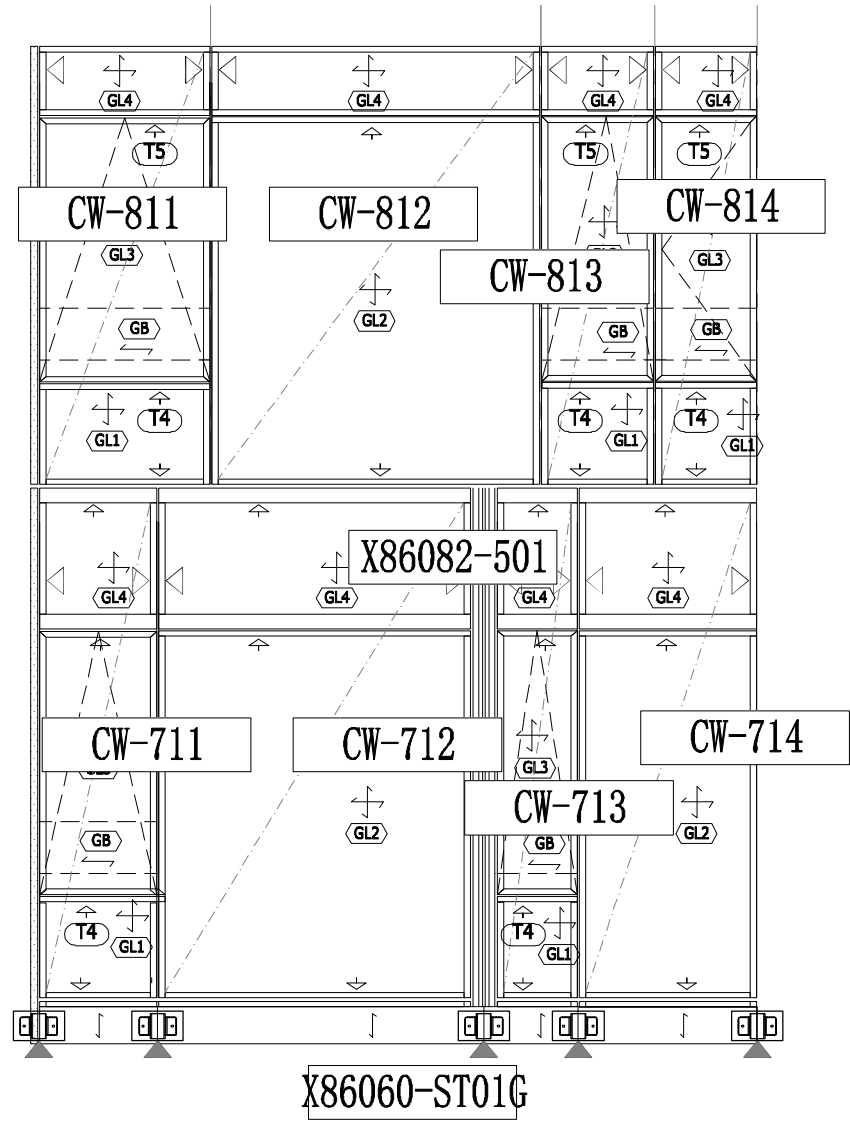 GL4 GL4 GL4 GL4
T5 T5 T5
CW-811 CW-812 CW-814
GL3 GL3
CW-813
GL2
GB GB GB
T4 T4 T4
GL1 GL1 GL1
X86082-501
GL4 GL4 GL4 GL4
CW-711 CW-712 CW-714
GL3
CW-713
GL2 GL2
GB GB
T4 T4
GL1 GL1
X86060-ST01G